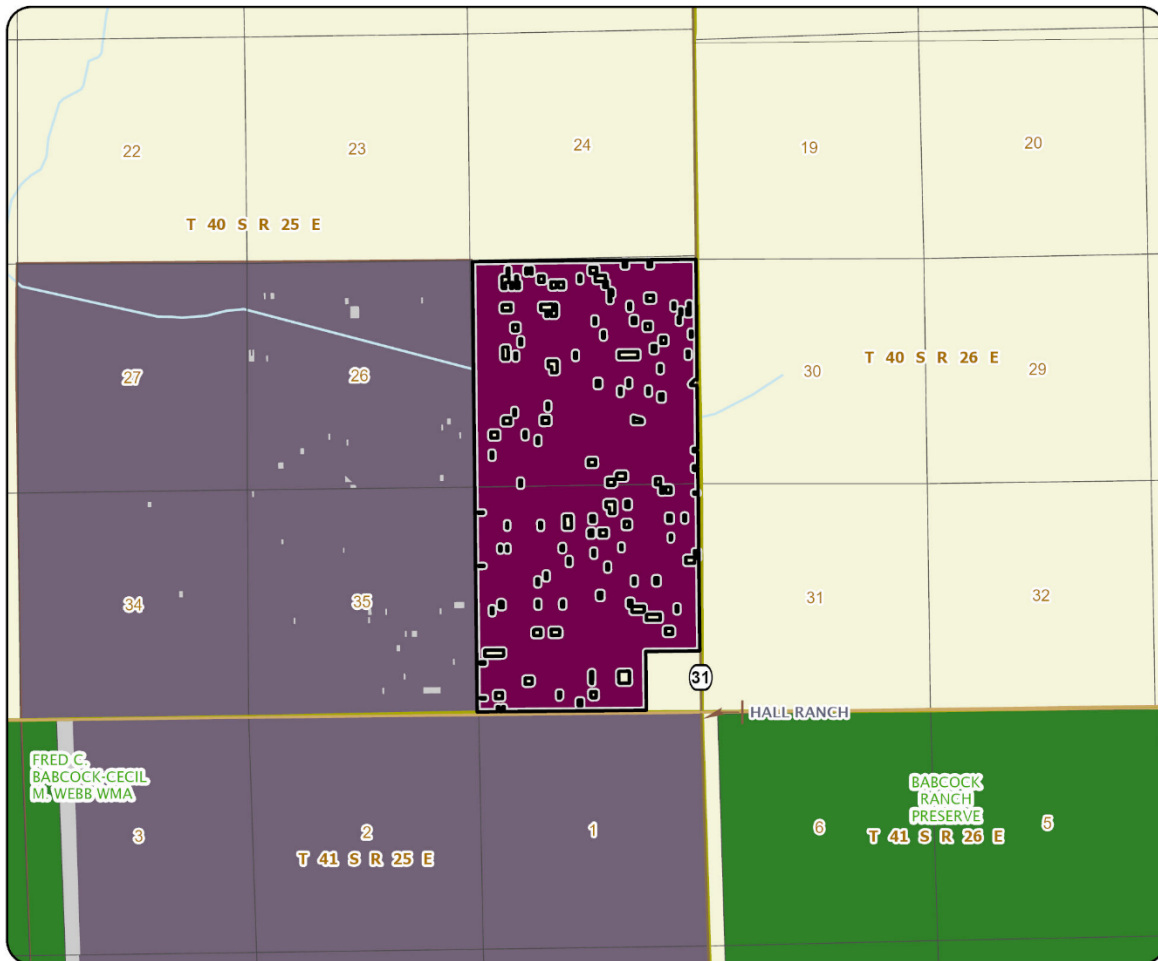 22
23
24
19
20
T 40 S R 25 E
27
26
30
T 40 S R 26 E
29
34
35
31
32
31
HALL RANCH
FRED C.
BABCOCK-CECIL
M. WEBB WMA
BABCOCK
RANCH
PRESERVE
3
2
1
6
5
T 41 S R 25 E
T 41 S R 26 E